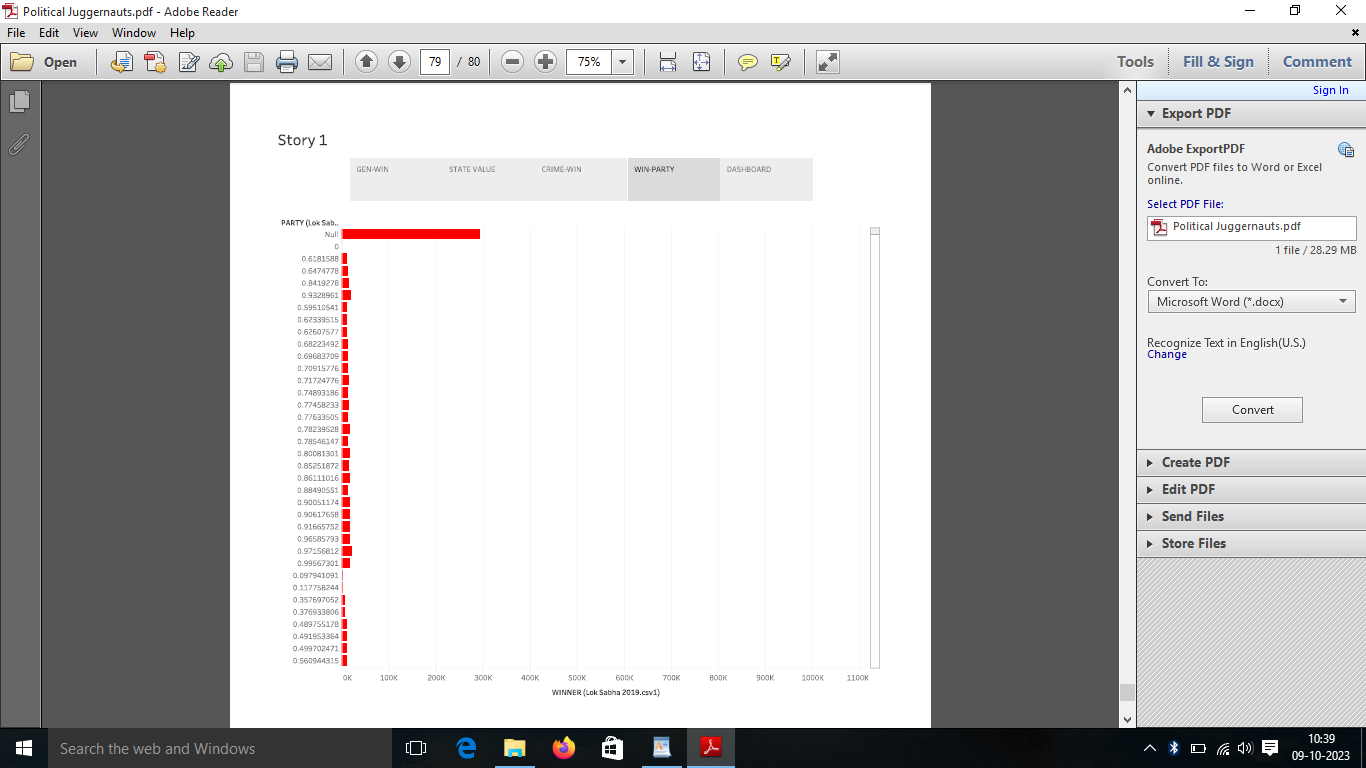 Political Juggernauts.pdf - Adobe Reader
File Edit View Window Help
Open 79 / 80 75% Tools Fill & Sign Comment
Sign In
Export PDF
Adobe ExportPDF
Convert PDF files to Word or Excel
online.
Select PDF File:
Political Juggernauts.pdf
1 file / 28.29 MB
Convert To:
Microsoft Word (*.docx)
Recognize Text in English(U.S.)
Change
Convert
Create PDF
Edit PDF
Send Files
Store Files
Story 1
GEN-WIN STATE VALUE CRIME-WIN WIN-PARTY DASHBOARD
PARTY (Lok Sab..
Null
0
0.6181588
0.6474778
0.8419278
0.9328961
0.59510541
0.62339515
0.62607577
0.68223492
0.69683709
0.70915776
0.71724776
0.74893186
0.77458233
0.77633505
0.78239528
0.78546147
0.80081301
0.85251872
0.86111016
0.88490551
0.90051174
0.90617658
0.91665752
0.96585793
0.97156812
0.99567301
0.097941091
0.117758244
0.357697052
0.376933806
0.489755178
0.491953364
0.499702471
0.560944315
0K 100K 200K 300K 400K 500K 600K 700K 800K 900K 1000K 1100K
WINNER (Lok Sabha 2019.csv1)
Search the web and Windows
10:39
09-10-2023